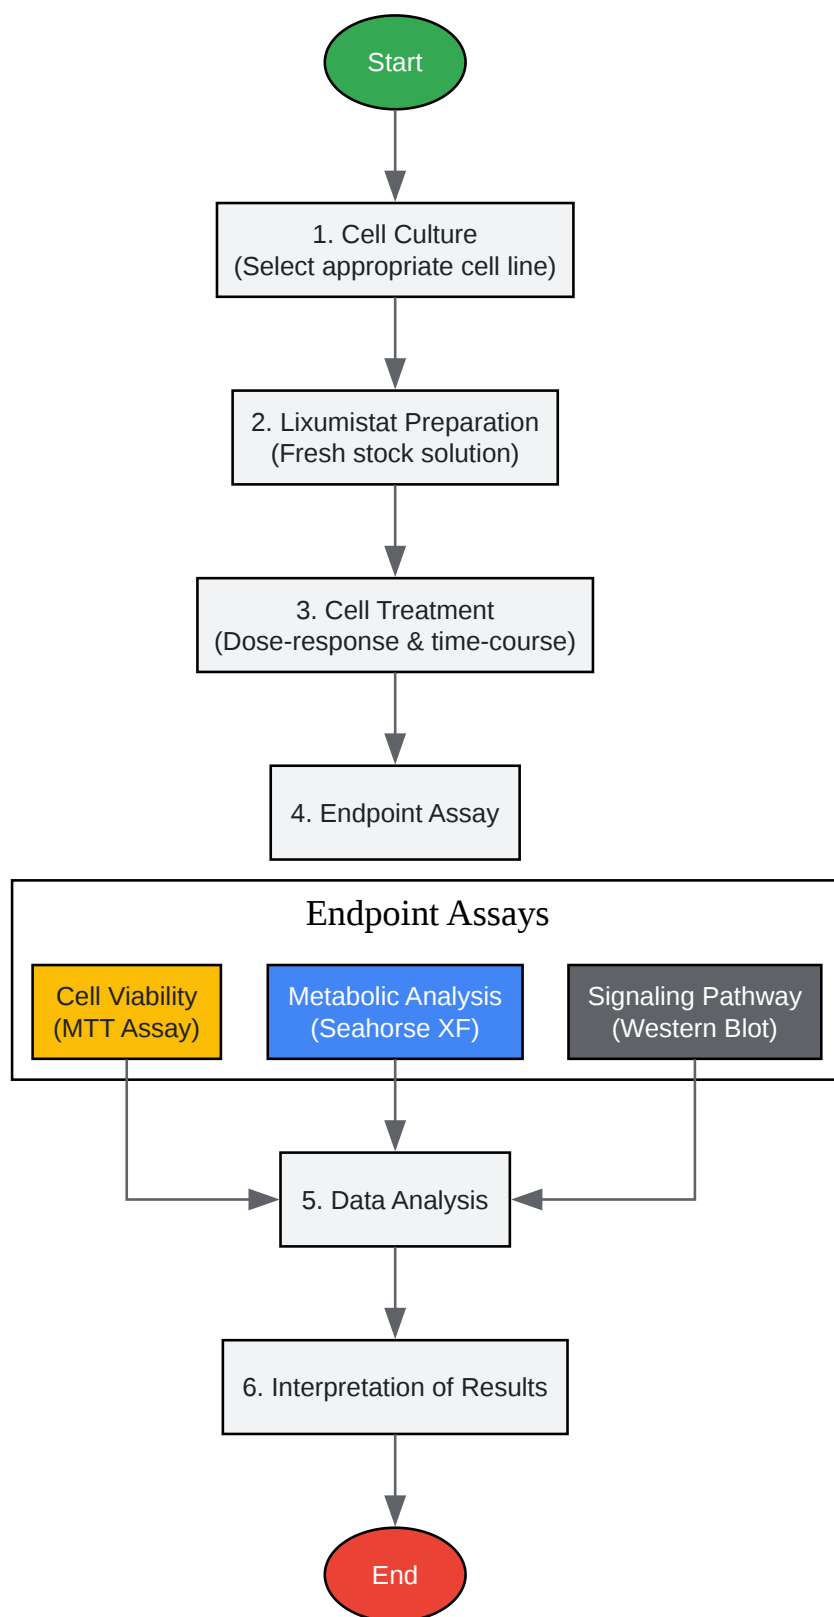 Start
1. Cell Culture
(Select appropriate cell line)
2. Lixumistat Preparation
(Fresh stock solution)
3. Cell Treatment
(Dose-response & time-course)
4. Endpoint Assay
Endpoint Assays
Cell Viability
(MTT Assay)
Metabolic Analysis
(Seahorse XF)
Signaling Pathway
(Western Blot)
5. Data Analysis
6. Interpretation of Results
End